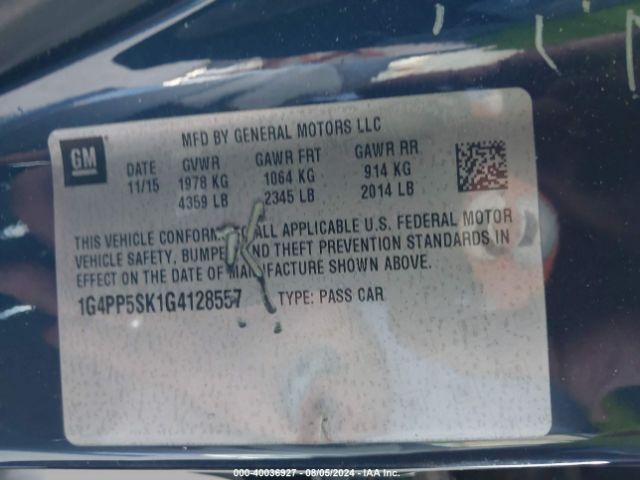 GM
MFD BY GENERAL MOTORS LLC
DATE GVWR GAWR FRT GAWR RR
11/15 1978 KG 1064 KG 914 KG
4359 LB 2345 LB 2014 LB
THIS VEHICLE CONFORM ALL APPLICABLE U.S. FEDERAL MOTOR
VEHICLE SAFETY, BUMPE AND THEFT PREVENTION STANDARDS IN
EFFECT ON THE DATE OF MANUFACTURE SHOWN ABOVE.
1G4PP5SK1G4128557 TYPE: PASS CAR
000-40036927 - 08/05/2024 - IAA Inc.